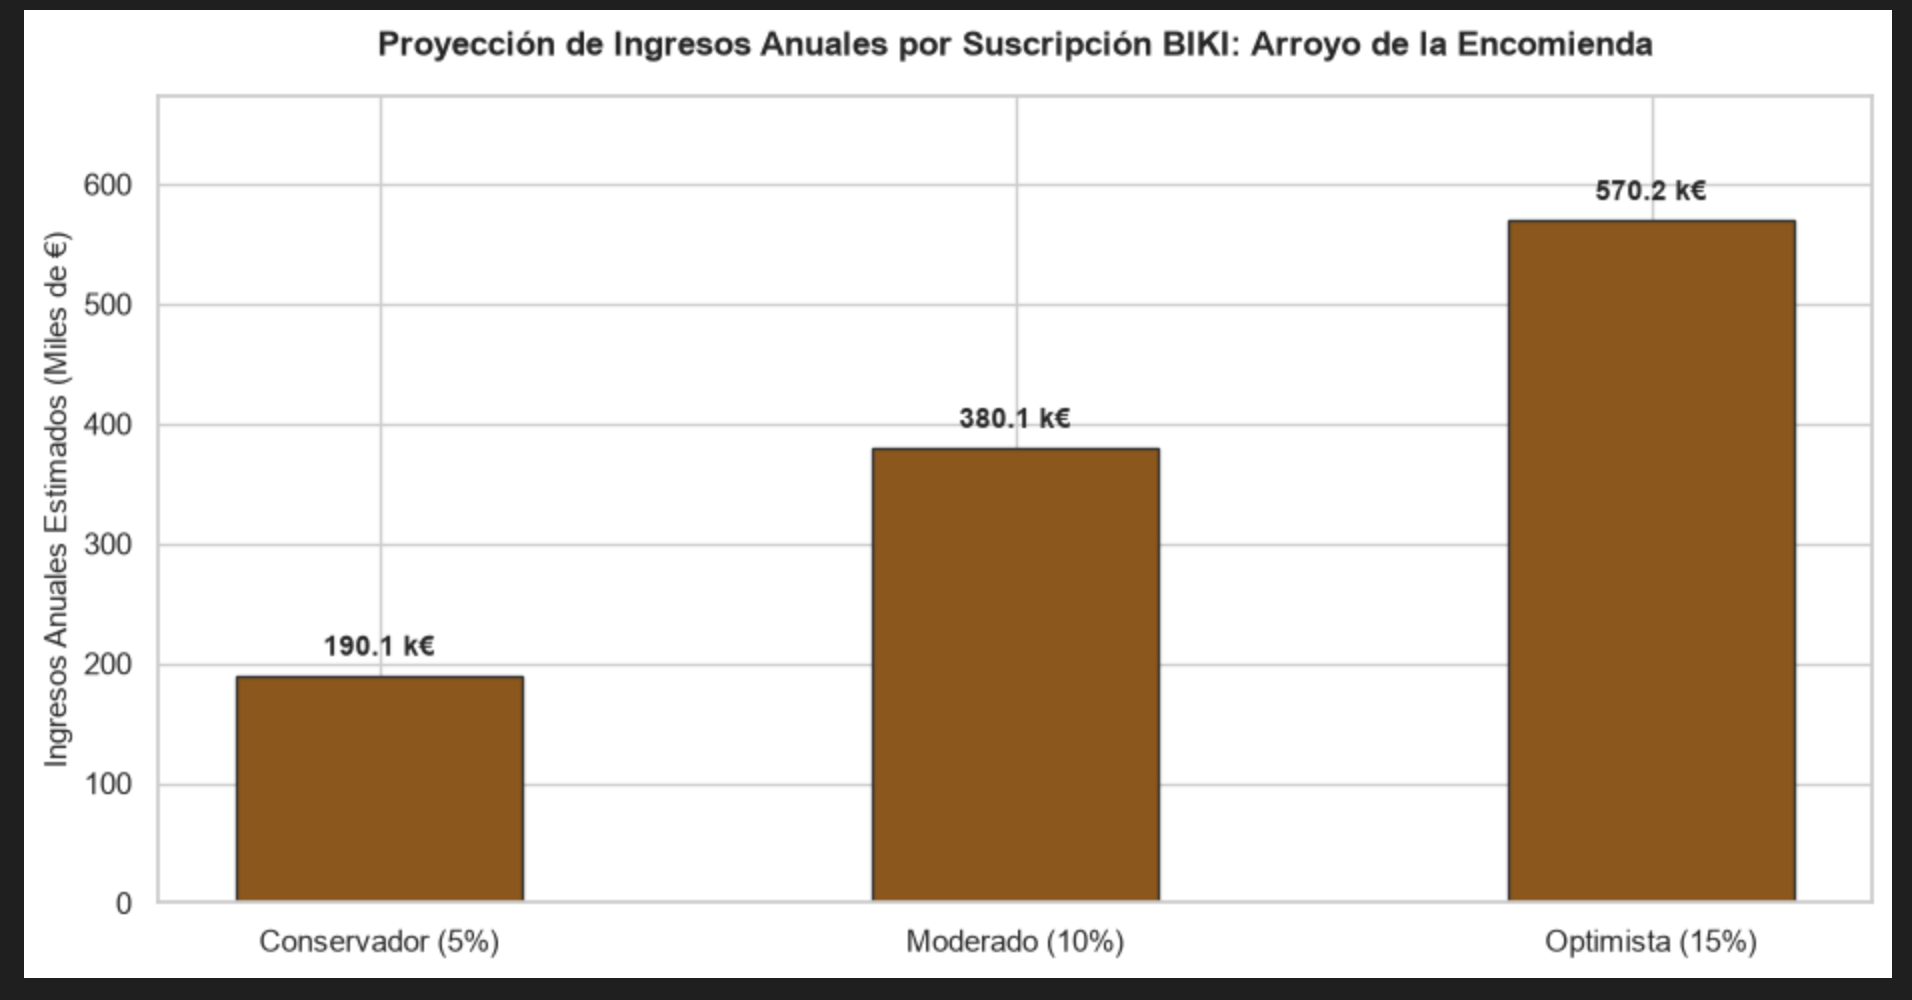 Proyección de Ingresos Anuales por Suscripción BIKI: Arroyo de la Encomienda
Ingresos Anuales Estimados (Miles de €)
600
500
400
300
200
100
0
190.1 k€
380.1 k€
570.2 k€
Conservador (5%)
Moderado (10%)
Optimista (15%)